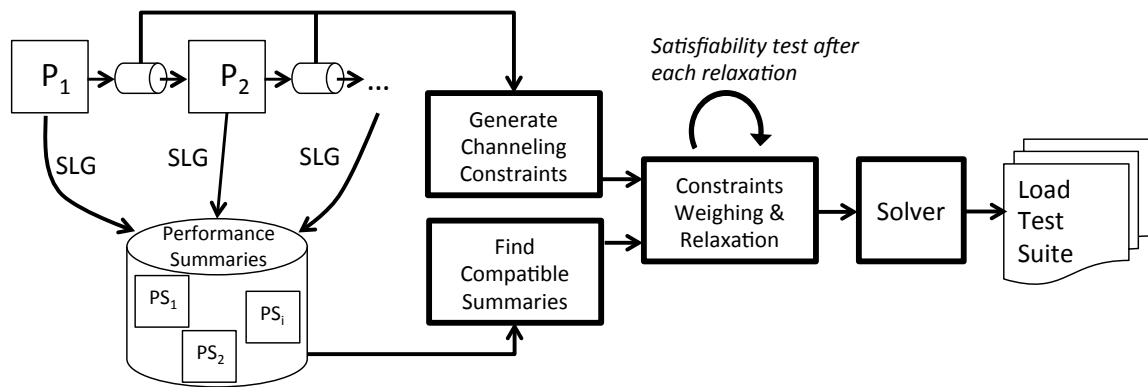 Satisfiability test after
each relaxation
P1
P2
...
SLG
SLG
SLG
Generate
Channeling
Constraints
Performance
Summaries
PS1
PS2
PSi
Find
Compatible
Summaries
Constraints
Weighing &
Relaxation
Solver
Load
Test
Suite